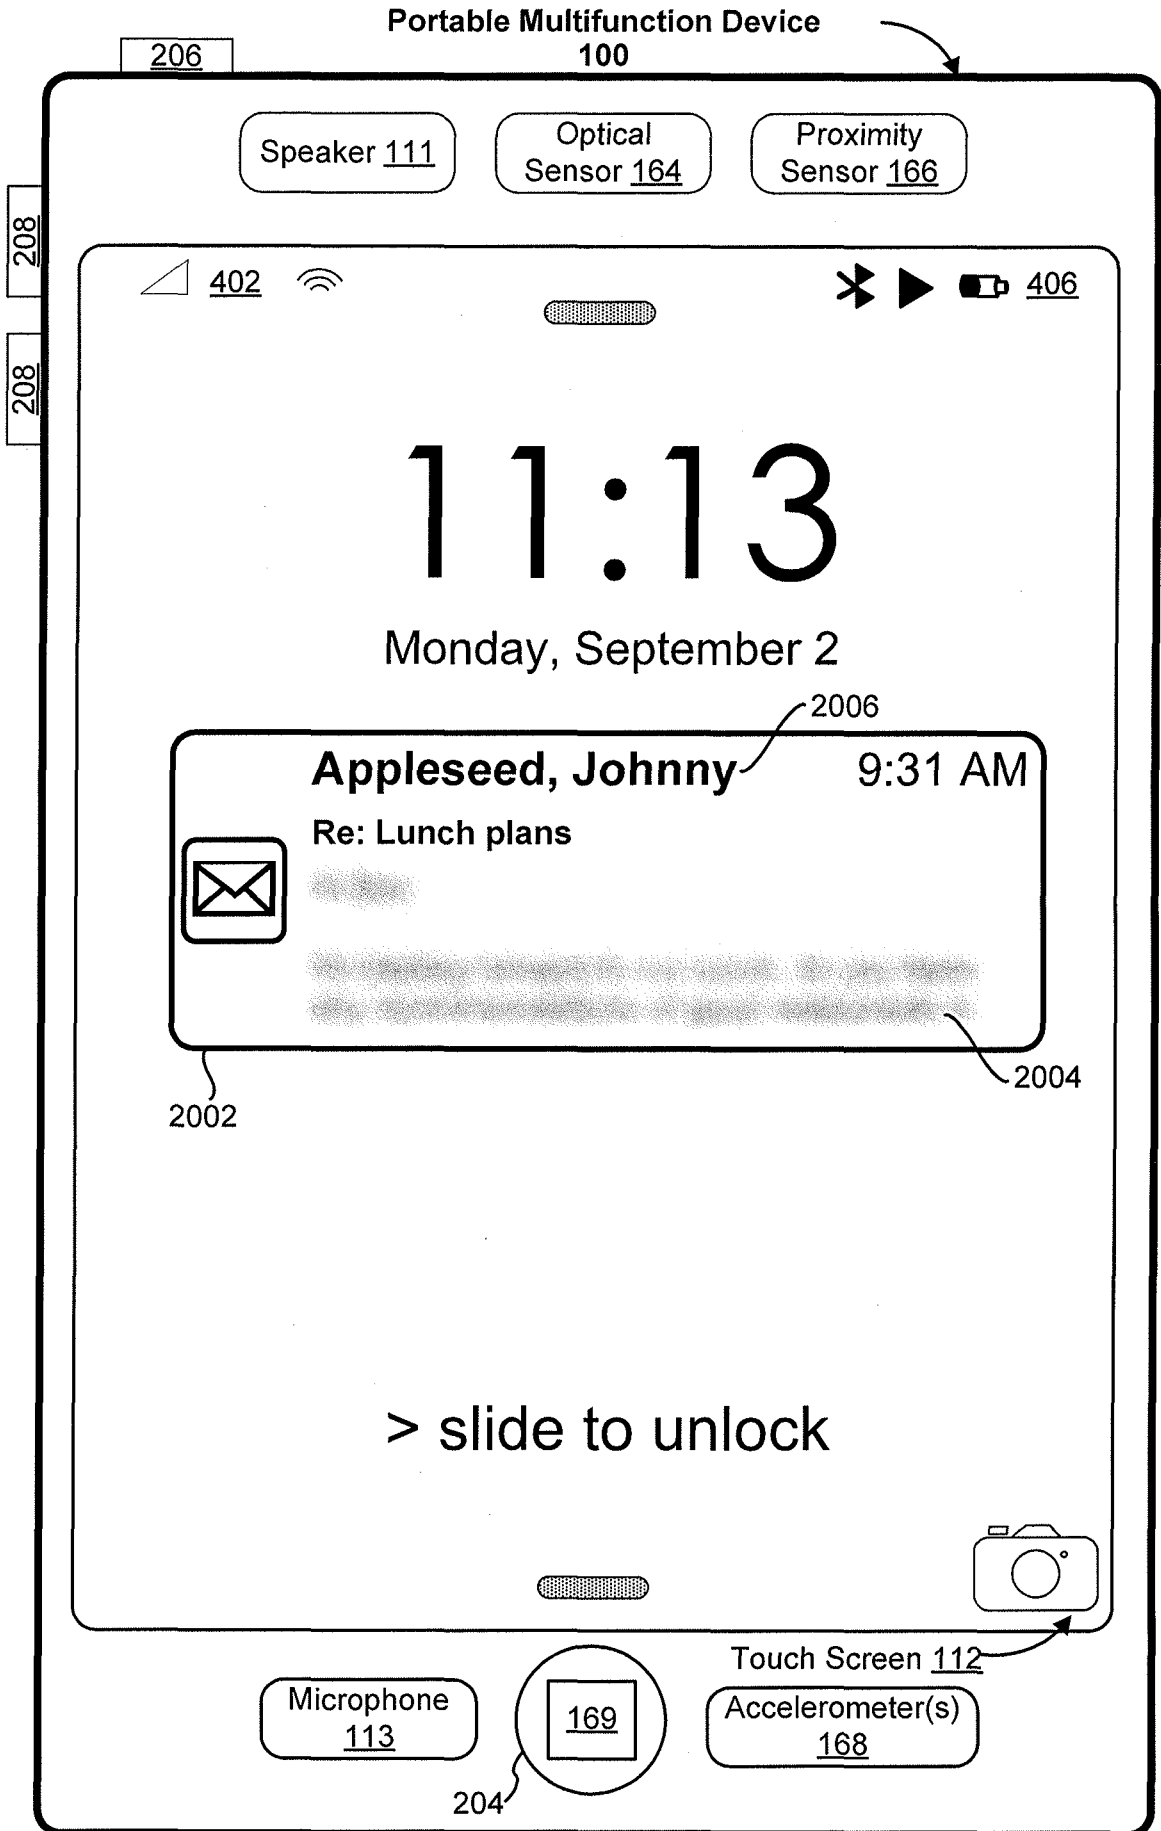 Portable Multifunction Device
100
206
Speaker 111
Optical
Sensor 164
Proximity
Sensor 166
208
208
402
406
11:13
Monday, September 2
2006
Appleseed, Johnny
9:31 AM
Re: Lunch plans
2004
2002
> slide to unlock
Touch Screen 112
Microphone
113
169
Accelerometer(s)
168
204